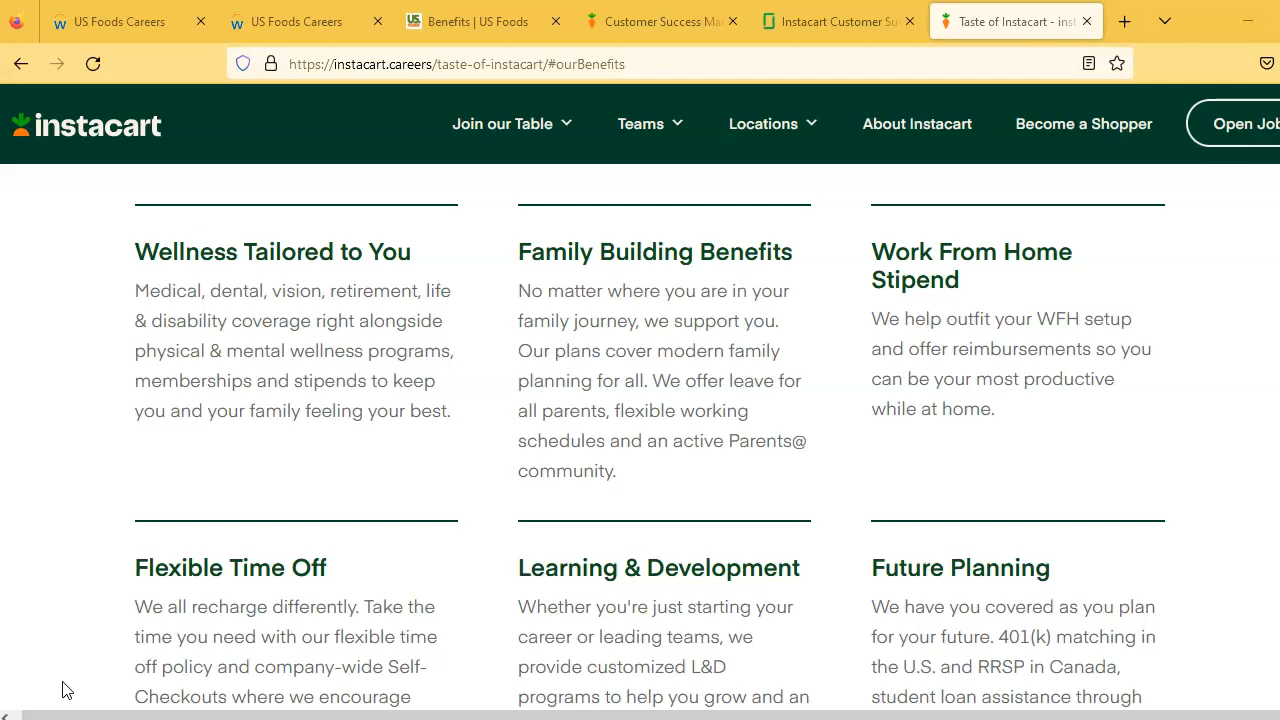 US Foods Careers
US Foods Careers
Benefits | US Foods
Customer Success Ma
Instacart Customer Su
Taste of Instacart - inst
https://instacart.careers/taste-of-instacart/#ourBenefits
instacart
Join our Table
Teams
Locations
About Instacart
Become a Shopper
Open Job
Wellness Tailored to You
Medical, dental, vision, retirement, life
& disability coverage right alongside
physical & mental wellness programs,
memberships and stipends to keep
you and your family feeling your best.
Family Building Benefits
No matter where you are in your
family journey, we support you.
Our plans cover modern family
planning for all. We offer leave for
all parents, flexible working
schedules and an active Parents@
community.
Work From Home
Stipend
We help outfit your WFH setup
and offer reimbursements so you
can be your most productive
while at home.
Flexible Time Off
We all recharge differently. Take the
time you need with our flexible time
off policy and company-wide Self-
Checkouts where we encourage
Learning & Development
Whether you're just starting your
career or leading teams, we
provide customized L&D
programs to help you grow and an
Future Planning
We have you covered as you plan
for your future. 401(k) matching in
the U.S. and RRSP in Canada,
student loan assistance through